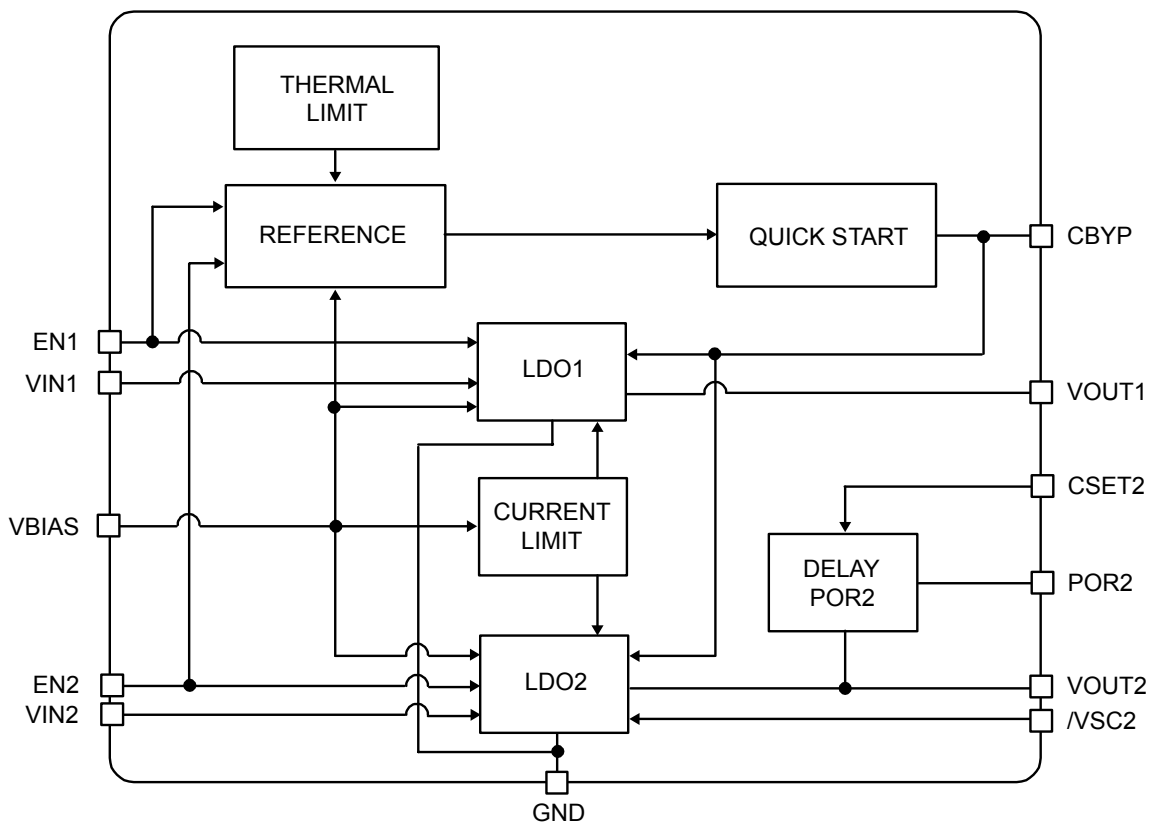 THERMAL
LIMIT
REFERENCE
QUICK START
CBYP
EN1
LDO1
VIN1
VOUT1
CSET2
VBIAS
CURRENT
LIMIT
DELAY
POR2
POR2
EN2
LDO2
VOUT2
VIN2
/VSC2
GND